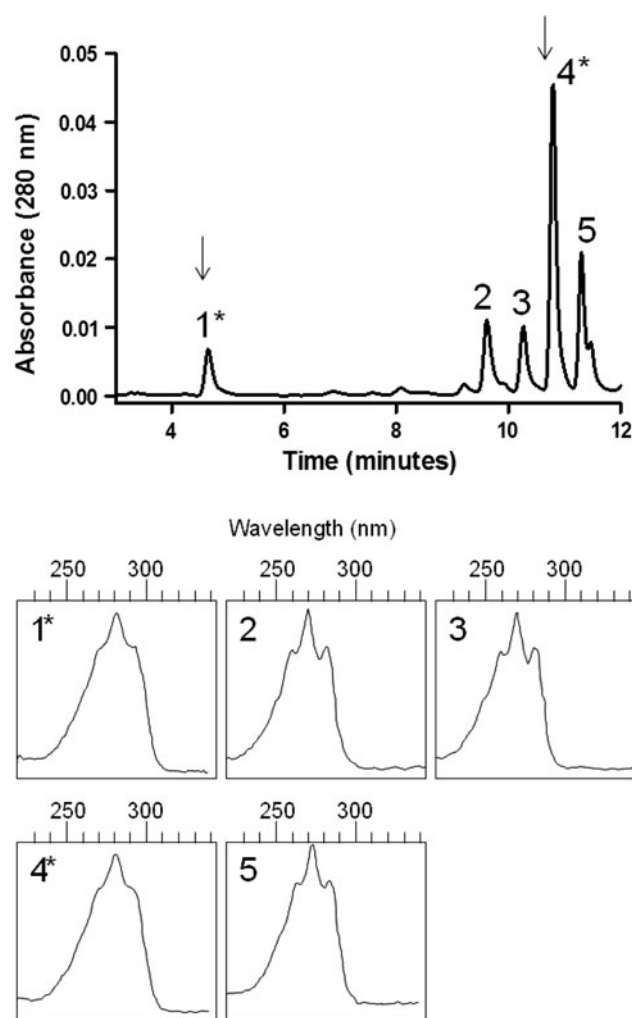 4*
0.05
0.04
0.03
5
0.02
2
3
1*
0.01
0.00
Absorbance (280 nm)
4 6 8 10 12
Time (minutes)
Wavelength (nm)
250 300 250 300 250 300
1* 2 3
250 300 250 300
4* 5